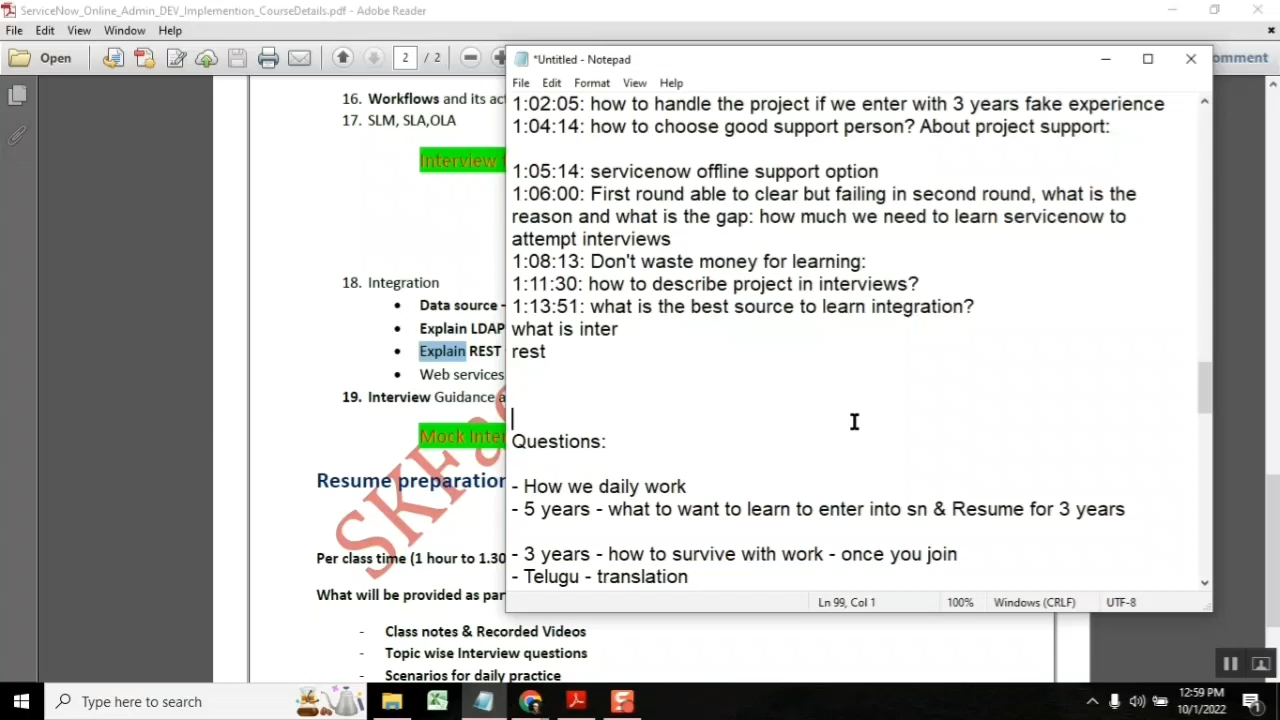 ServiceNow_Online_Admin_DEV_Implemention_CourseDetails.pdf - Adobe Reader
File Edit View Window Help
Open
2 / 2
omment
16. Workflows and its
17. SLM, SLA,OLA
Interview
18. Integration
• Data source -
• Explain LDAP
• Explain REST
• Web services
19. Interview Guidance
Mock Inter
Resume preparation
Per class time (1 hour to 1.30
What will be provided as par
- Class notes & Recorded Videos
- Topic wise Interview questions
- Scenarios for daily practice
*Untitled - Notepad
File Edit Format View Help
1:02:05: how to handle the project if we enter with 3 years fake experience
1:04:14: how to choose good support person? About project support:
1:05:14: servicenow offline support option
1:06:00: First round able to clear but failing in second round, what is the
reason and what is the gap: how much we need to learn servicenow to
attempt interviews
1:08:13: Don't waste money for learning:
1:11:30: how to describe project in interviews?
1:13:51: what is the best source to learn integration?
what is inter
rest
Questions:
- How we daily work
- 5 years - what to want to learn to enter into sn & Resume for 3 years
- 3 years - how to survive with work - once you join
- Telugu - translation
Ln 99, Col 1 100% Windows (CRLF) UTF-8
Type here to search
12:59 PM
10/1/2022
1